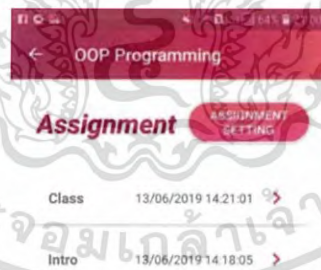 OOP Programming
Assignment
ASSIGNMENT
SETTING
Class 13/06/2019 14:21:01
Intro 13/06/2019 14:18:05